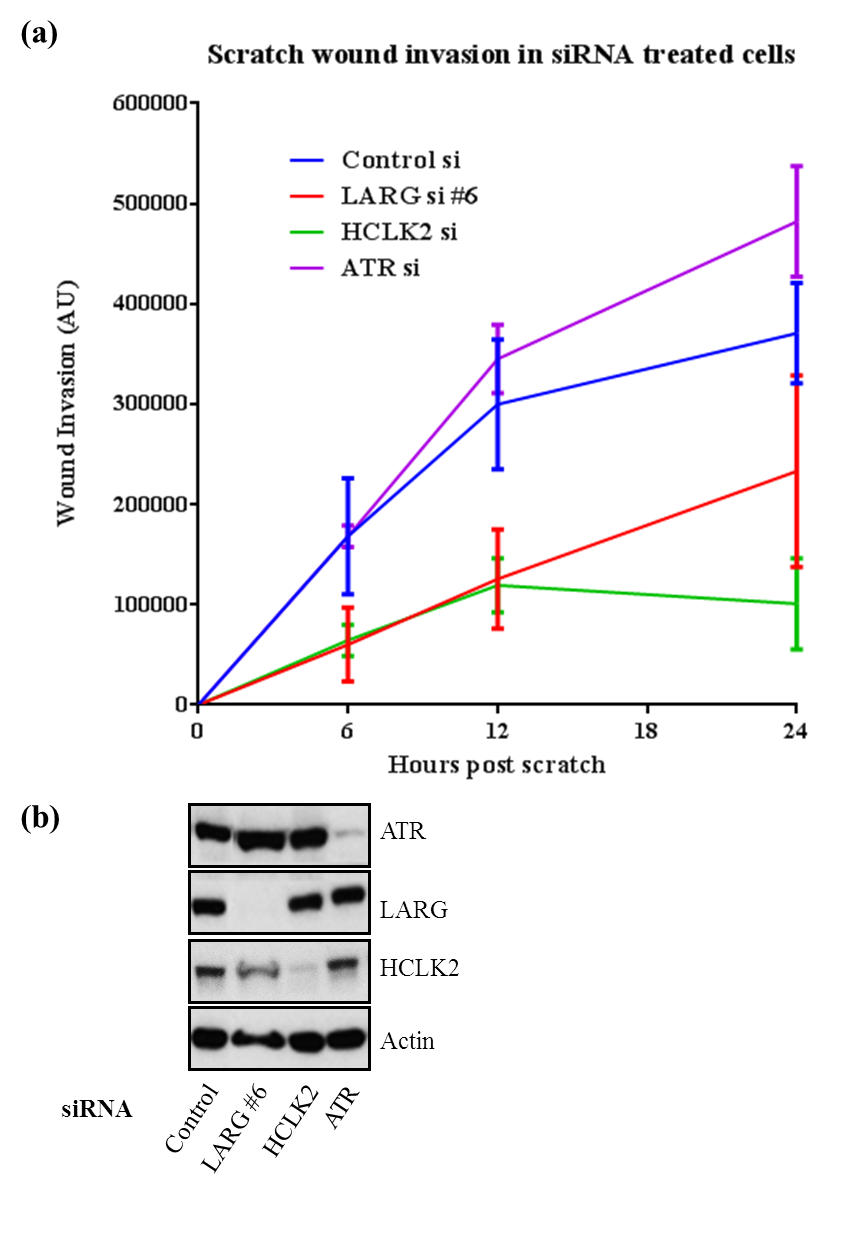 (a)
Scratch wound invasion in siRNA treated cells
600000
500000
400000
300000
200000
100000
0
Wound Invasion (AU)
Control si
LARG si #6
HCLK2 si
ATR si
0 6 12 18 24
Hours post scratch
(b)
ATR
LARG
HCLK2
Actin
siRNA
Control
LARG #6
HCLK2
ATR